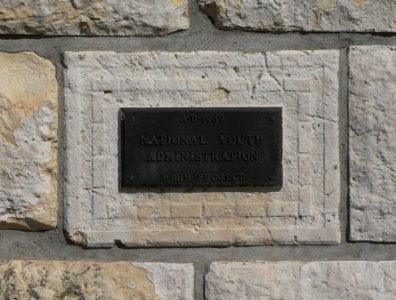 A·D·1939
NATIONAL YOUTH
ADMINISTRATION
WORK PROJECT